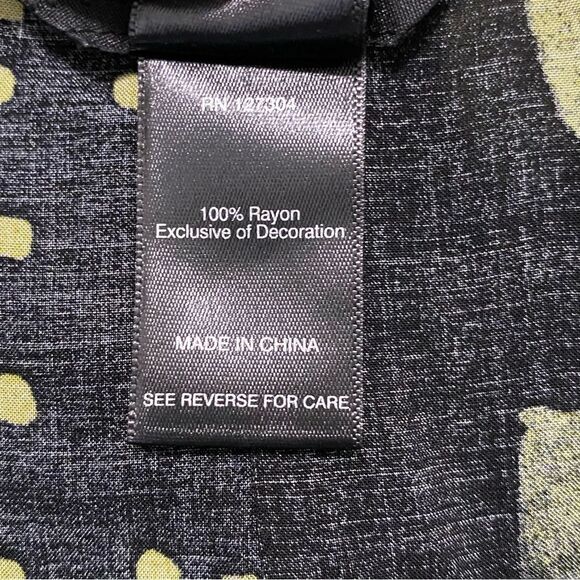 RN 127304
100% Rayon
Exclusive of Decoration
MADE IN CHINA
SEE REVERSE FOR CARE